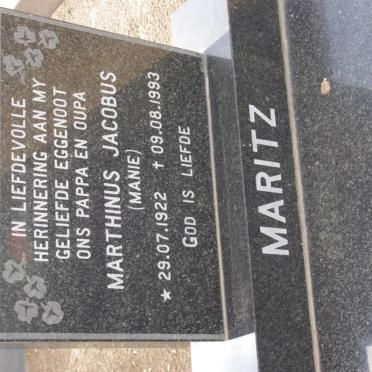 IN LIEFDEVOLLE
HERINNERING AAN MY
GELIEFDE EGGENOOT
ONS PAPPA EN OUPA
MARTHINUS JACOBUS
(MANIE)
★ 29.07.1922 † 09.08.1993
GOD IS LIEFDE
MARITZ